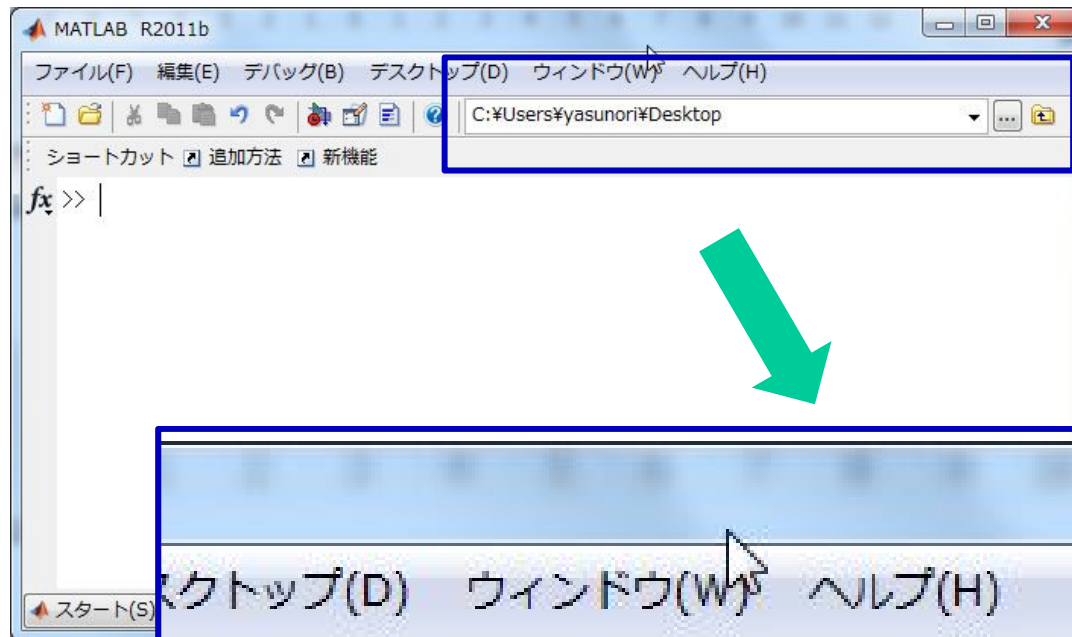 MATLAB R2011b
ファイル(F) 編集(E) デバッグ(B) デスクトップ(D) ウィンドウ(W) ヘルプ(H)
C:¥Users¥yasunori¥Desktop
ショートカット 追加方法 新機能
fx >>
スクトップ(D) ウィンドウ(W) ヘルプ(H)
スタート(S)